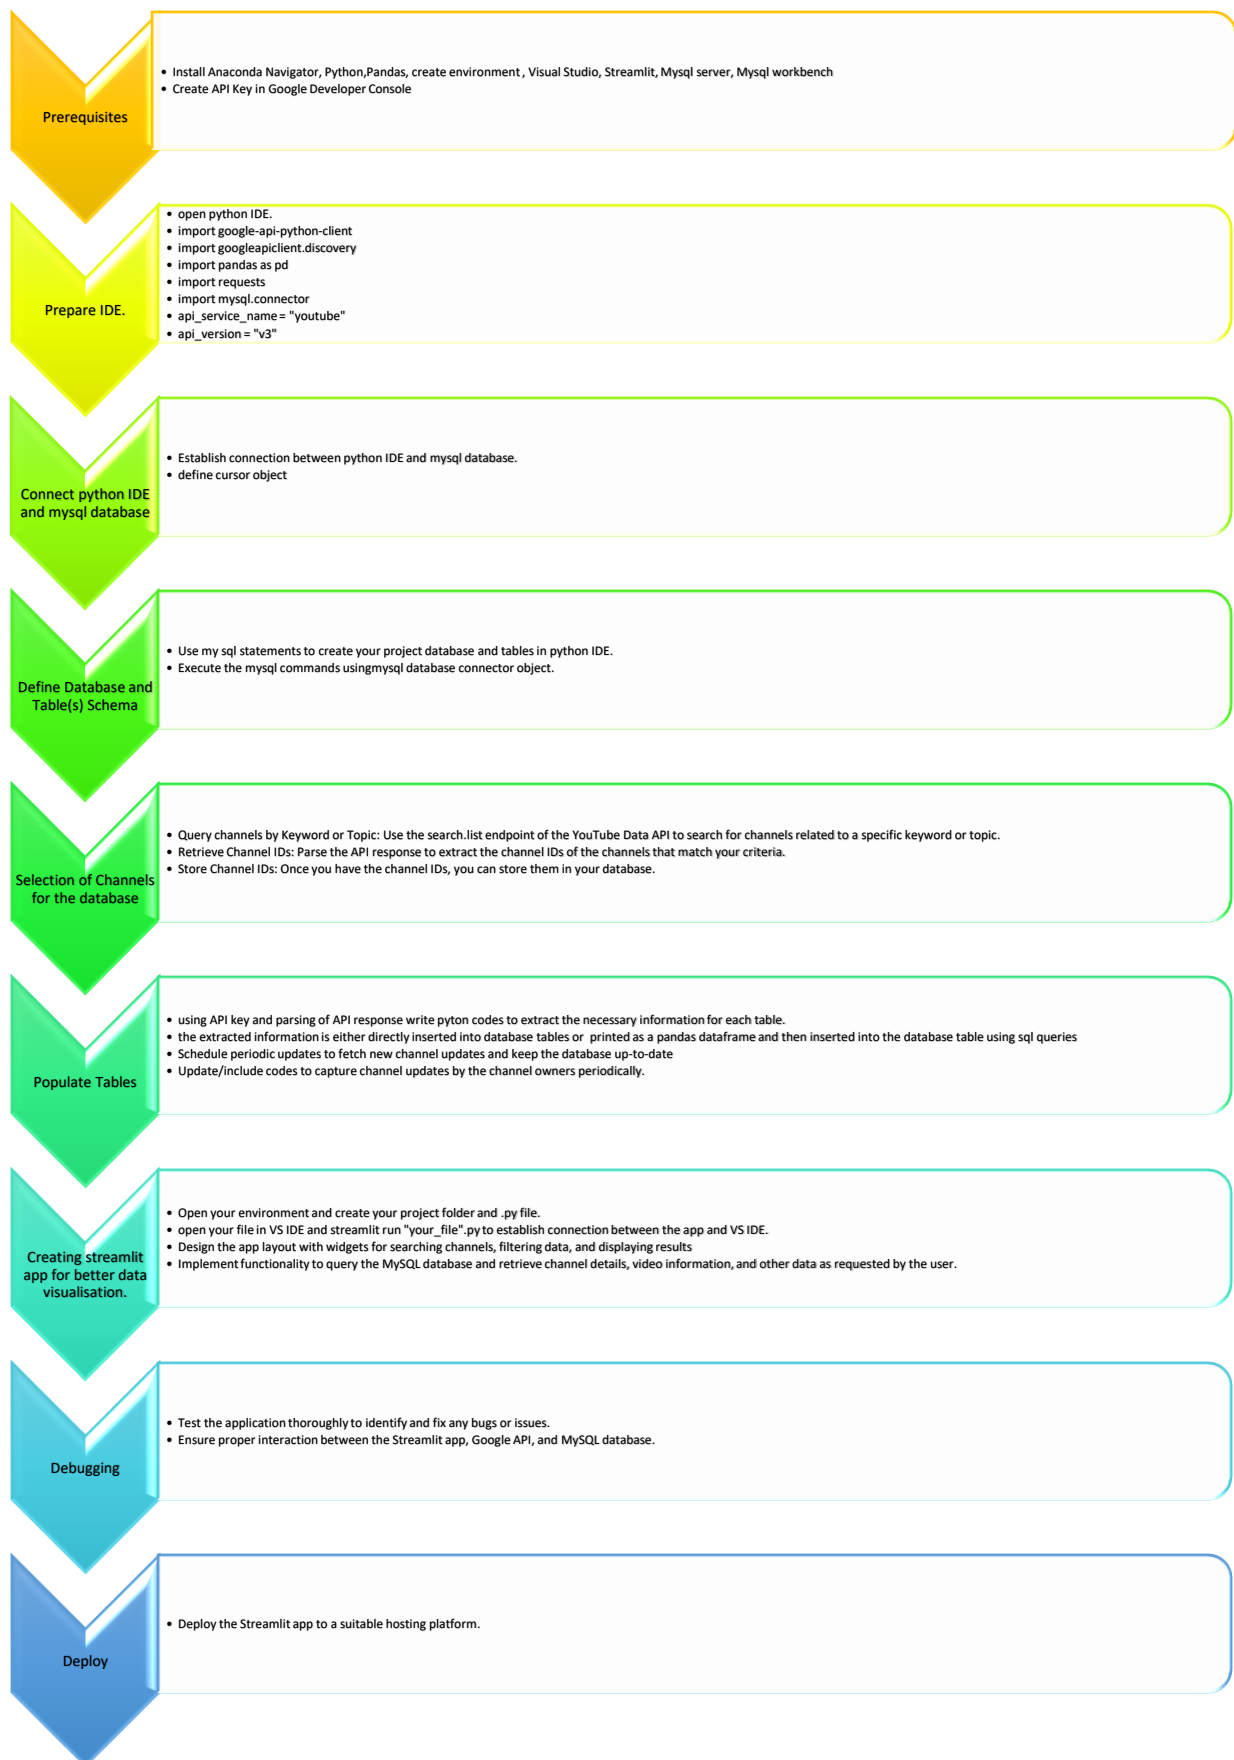 Prerequisites
• Install Anaconda Navigator, Python,Pandas, create environment , Visual Studio, Streamlit, Mysql server, Mysql workbench
• Create API Key in Google Developer Console
Prepare IDE.
• open python IDE.
• import google-api-python-client
• import googleapiclient.discovery
• import pandas as pd
• import requests
• import mysql.connector
• api_service_name = "youtube"
• api_version = "v3"
Connect python IDE
and mysql database
• Establish connection between python IDE and mysql database.
• define cursor object
Define Database and
Table(s) Schema
• Use my sql statements to create your project database and tables in python IDE.
• Execute the mysql commands usingmysql database connector object.
Selection of Channels
for the database
• Query channels by Keyword or Topic: Use the search.list endpoint of the YouTube Data API to search for channels related to a specific keyword or topic.
• Retrieve Channel IDs: Parse the API response to extract the channel IDs of the channels that match your criteria.
• Store Channel IDs: Once you have the channel IDs, you can store them in your database.
Populate Tables
• using API key and parsing of API response write pyton codes to extract the necessary information for each table.
• the extracted information is either directly inserted into database tables or printed as a pandas dataframe and then inserted into the database table using sql queries
• Schedule periodic updates to fetch new channel updates and keep the database up-to-date
• Update/include codes to capture channel updates by the channel owners periodically.
Creating streamlit
app for better data
visualisation.
• Open your environment and create your project folder and .py file.
• open your file in VS IDE and streamlit run "your_file".py to establish connection between the app and VS IDE.
• Design the app layout with widgets for searching channels, filtering data, and displaying results
• Implement functionality to query the MySQL database and retrieve channel details, video information, and other data as requested by the user.
Debugging
• Test the application thoroughly to identify and fix any bugs or issues.
• Ensure proper interaction between the Streamlit app, Google API, and MySQL database.
Deploy
• Deploy the Streamlit app to a suitable hosting platform.